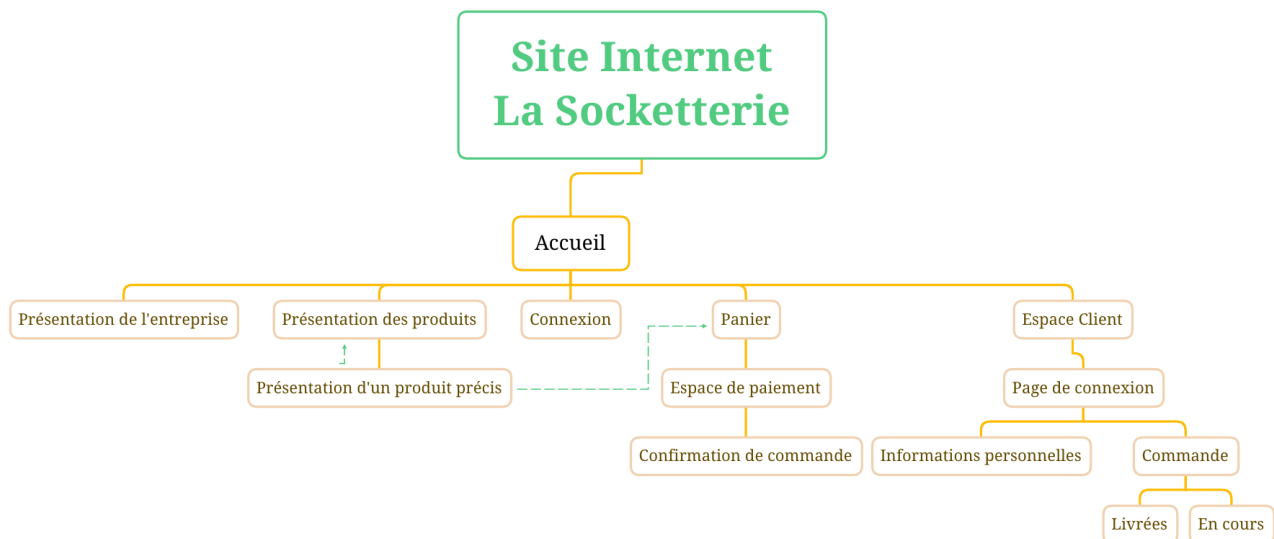 Site Internet
La Socketterie
Accueil
Présentation de l'entreprise
Présentation des produits
Connexion
Panier
Espace Client
Présentation d'un produit précis
Espace de paiement
Page de connexion
Confirmation de commande
Informations personnelles
Commande
Livrées
En cours